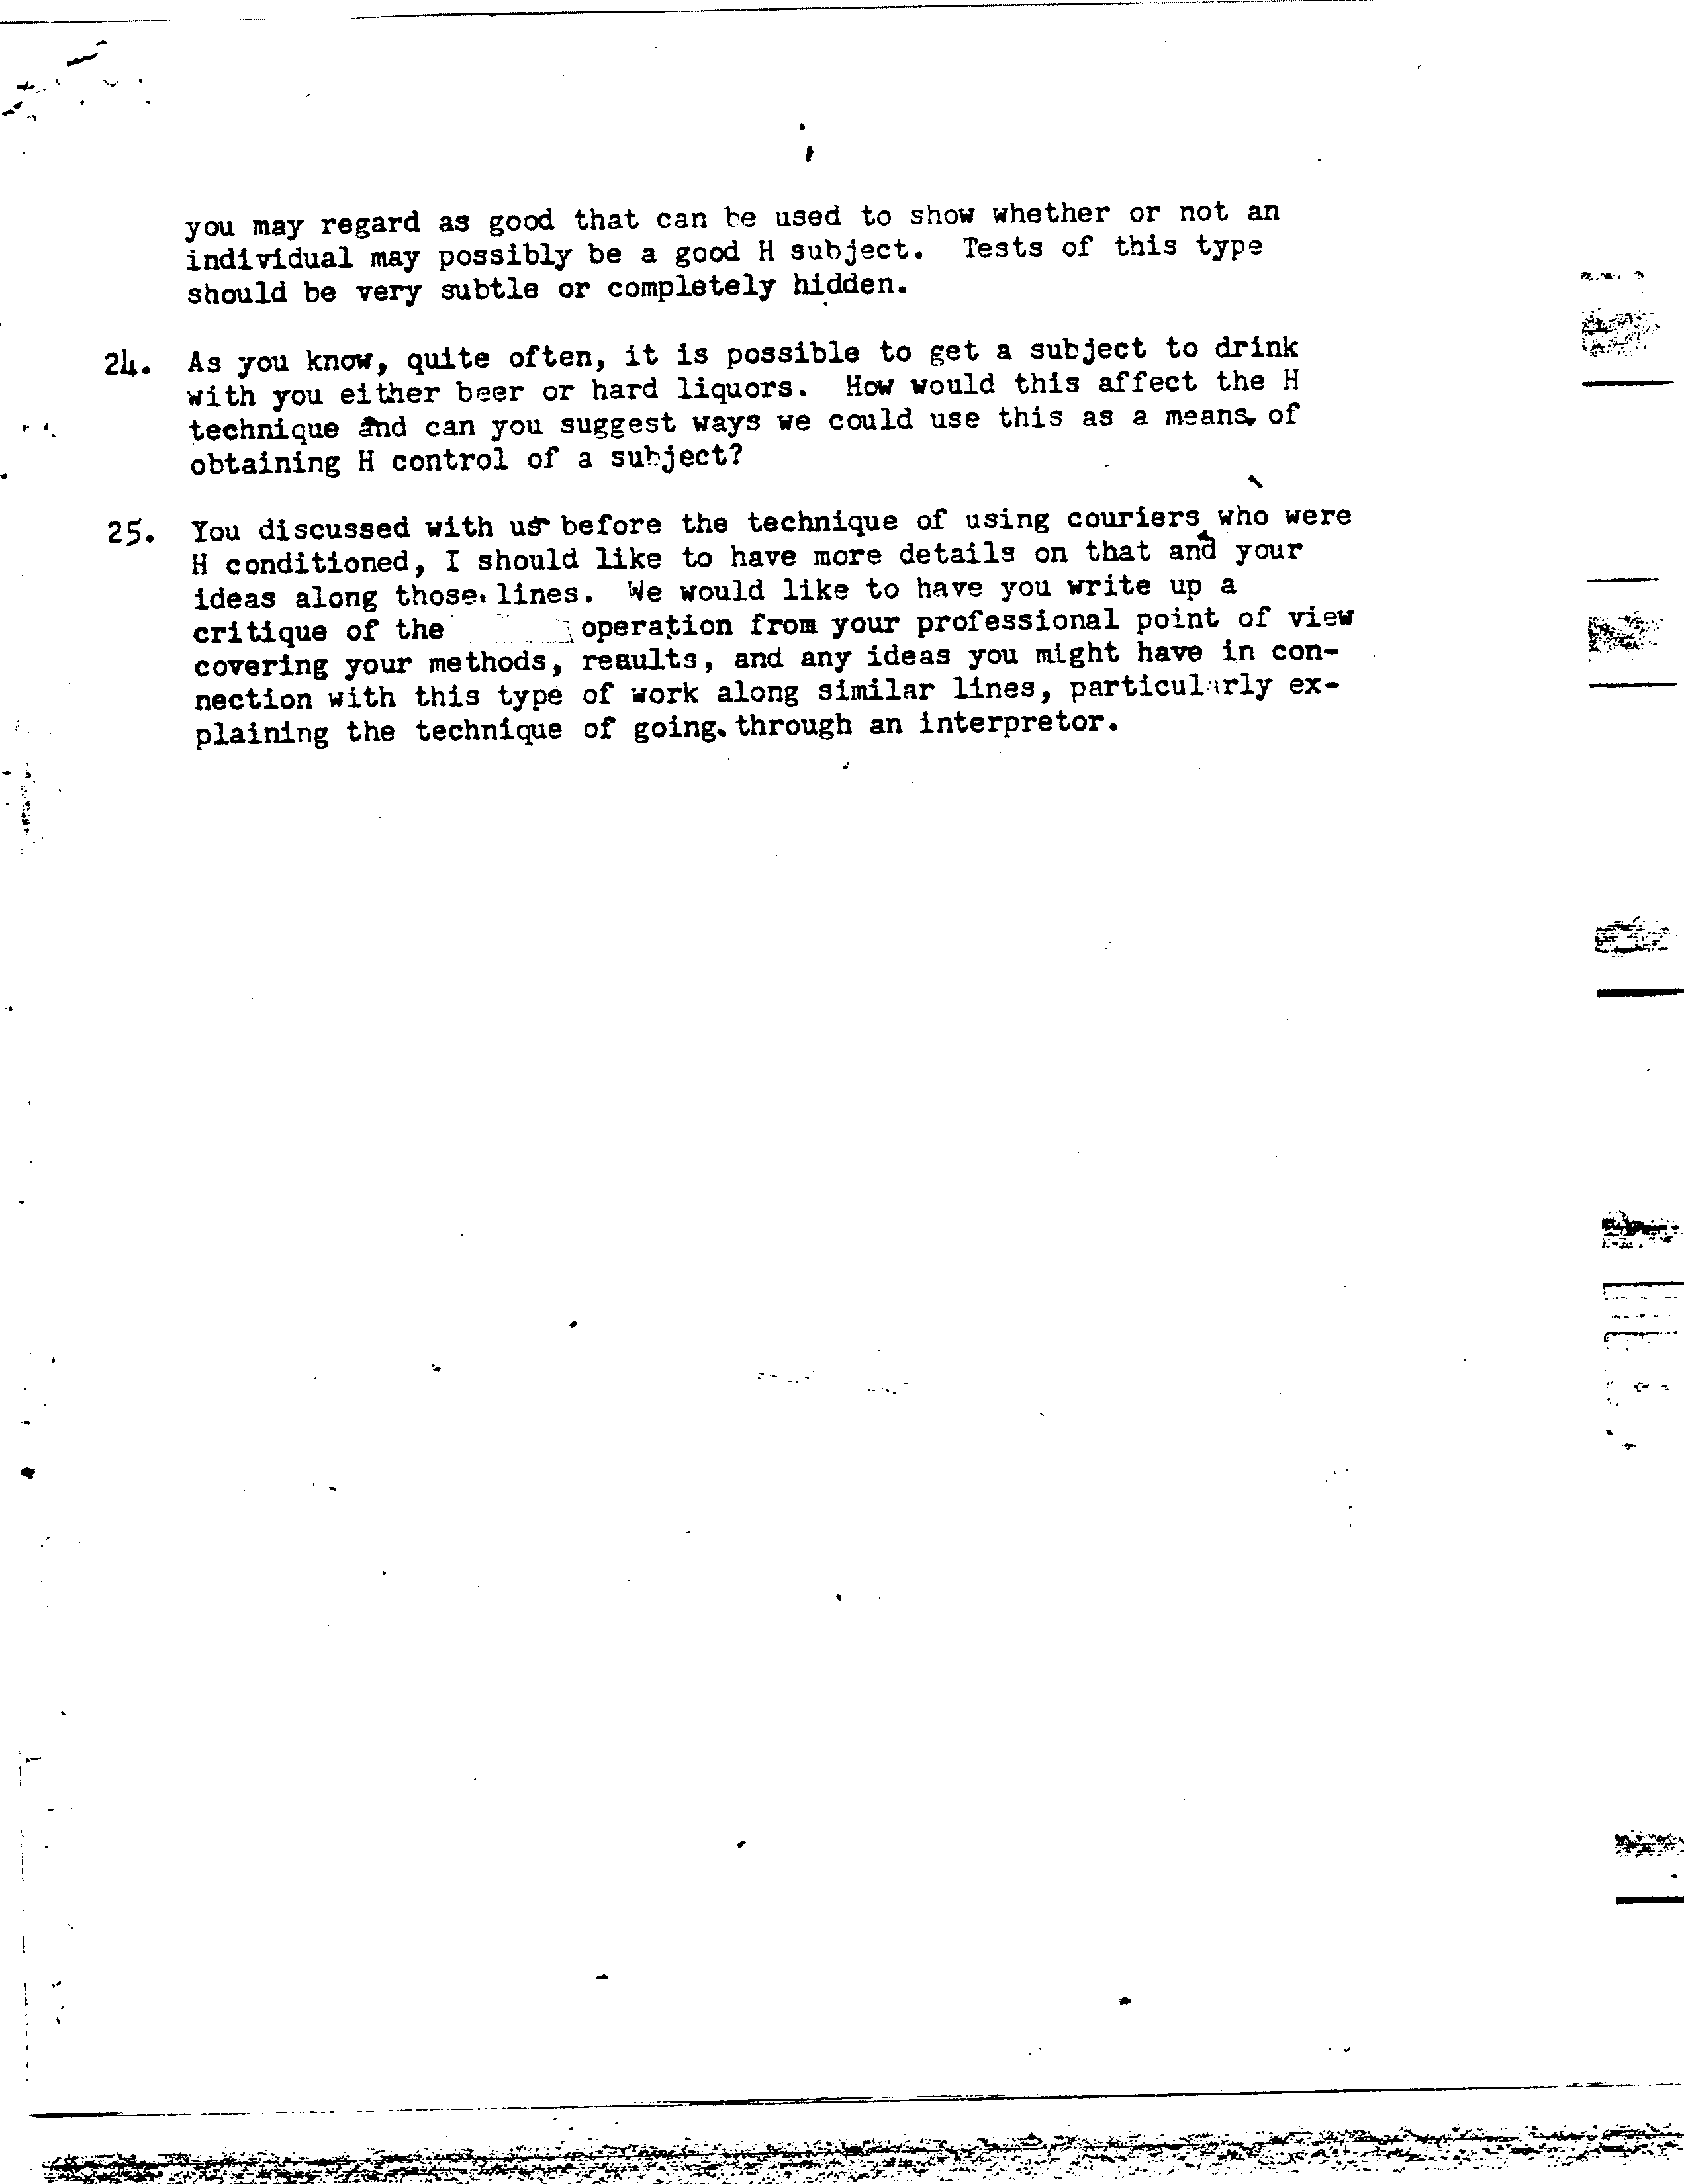 you may regard as good that can be used to show whether or not an
individual may possibly be a good H subject. Tests of this type
should be very subtle or completely hidden.
24. As you know, quite often, it is possible to get a subject to drink
with you either beer or hard liquors. How would this affect the H
technique and can you suggest ways we could use this as a means of
obtaining H control of a subject?
25. You discussed with us before the technique of using couriers who were
H conditioned, I should like to have more details on that and your
ideas along those lines. We would like to have you write up a
critique of the operation from your professional point of view
covering your methods, results, and any ideas you might have in con-
nection with this type of work along similar lines, particularly ex-
plaining the technique of going through an interpretor.